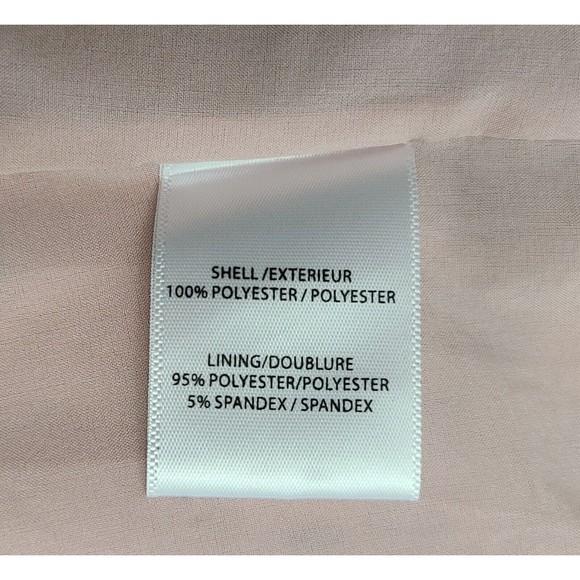 SHELL /EXTERIEUR
100% POLYESTER / POLYESTER
LINING/DOUBLURE
95% POLYESTER/POLYESTER
5% SPANDEX / SPANDEX